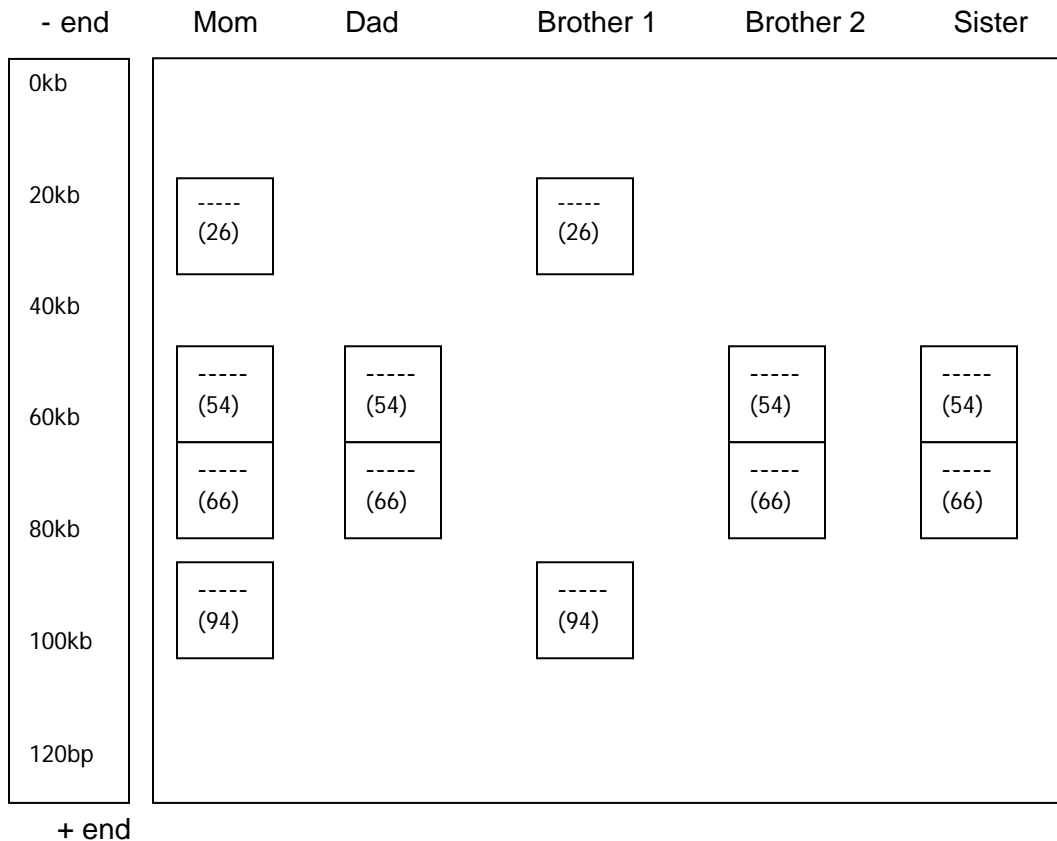 - end Mom Dad Brother 1 Brother 2 Sister
0kb
20kb
----- -----
(26) (26)
40kb
----- ----- ----- -----
(54) (54) (54) (54)
60kb
----- ----- ----- -----
(66) (66) (66) (66)
80kb
----- -----
(94) (94)
100kb
120bp
+ end